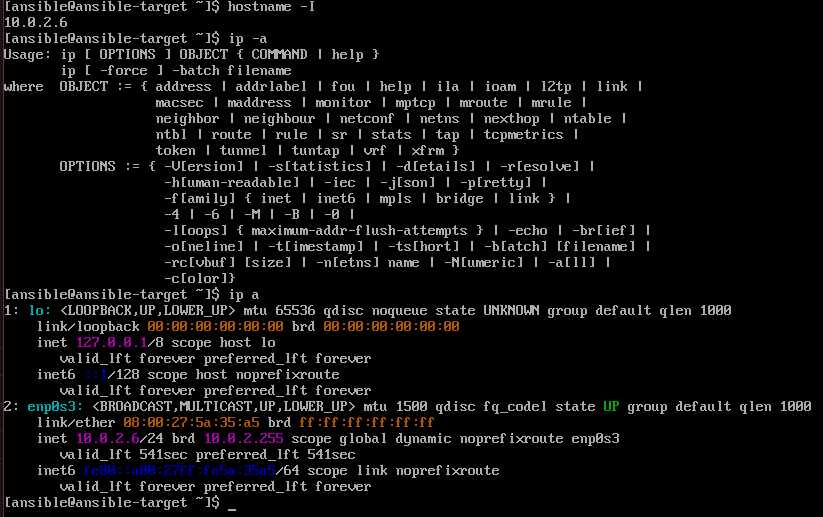 [ansible@ansible-target ~]$ hostname -I
10.0.2.6
[ansible@ansible-target ~]$ ip -a
Usage: ip [ OPTIONS ] OBJECT { COMMAND | help }
       ip [ -force ] -batch filename
where  OBJECT := { address | addrlabel | fou | help | ila | ioam | l2tp | link |
                   macsec | maddress | monitor | mptcp | mroute | mrule |
                   neighbor | neighbour | netconf | netns | nexthop | ntable |
                   ntbl | route | rule | sr | stats | tap | tcpmetrics |
                   token | tunnel | tuntap | vrf | xfrm }
       OPTIONS := { -V[ersion] | -s[tatistics] | -d[etails] | -r[esolve] |
                    -h[uman-readable] | -iec | -j[son] | -p[retty] |
                    -f[amily] { inet | inet6 | mpls | bridge | link } |
                    -4 | -6 | -M | -B | -0 |
                    -l[oops] { maximum-addr-flush-attempts } | -echo | -br[ief] |
                    -o[neline] | -t[imestamp] | -ts[hort] | -b[atch] [filename] |
                    -rc[vbuf] [size] | -n[etns] name | -N[umeric] | -a[ll] |
                    -c[olor]}
[ansible@ansible-target ~]$ ip a
1: lo: <LOOPBACK,UP,LOWER_UP> mtu 65536 qdisc noqueue state UNKNOWN group default qlen 1000
    link/loopback 00:00:00:00:00:00 brd 00:00:00:00:00:00
    inet 127.0.0.1/8 scope host lo
       valid_lft forever preferred_lft forever
    inet6 ::1/128 scope host noprefixroute
       valid_lft forever preferred_lft forever
2: enp0s3: <BROADCAST,MULTICAST,UP,LOWER_UP> mtu 1500 qdisc fq_codel state UP group default qlen 1000
    link/ether 08:00:27:5a:35:a5 brd ff:ff:ff:ff:ff:ff
    inet 10.0.2.6/24 brd 10.0.2.255 scope global dynamic noprefixroute enp0s3
       valid_lft 541sec preferred_lft 541sec
    inet6 fe80::a00:27ff:fe5a:35a5/64 scope link noprefixroute
       valid_lft forever preferred_lft forever
[ansible@ansible-target ~]$ _